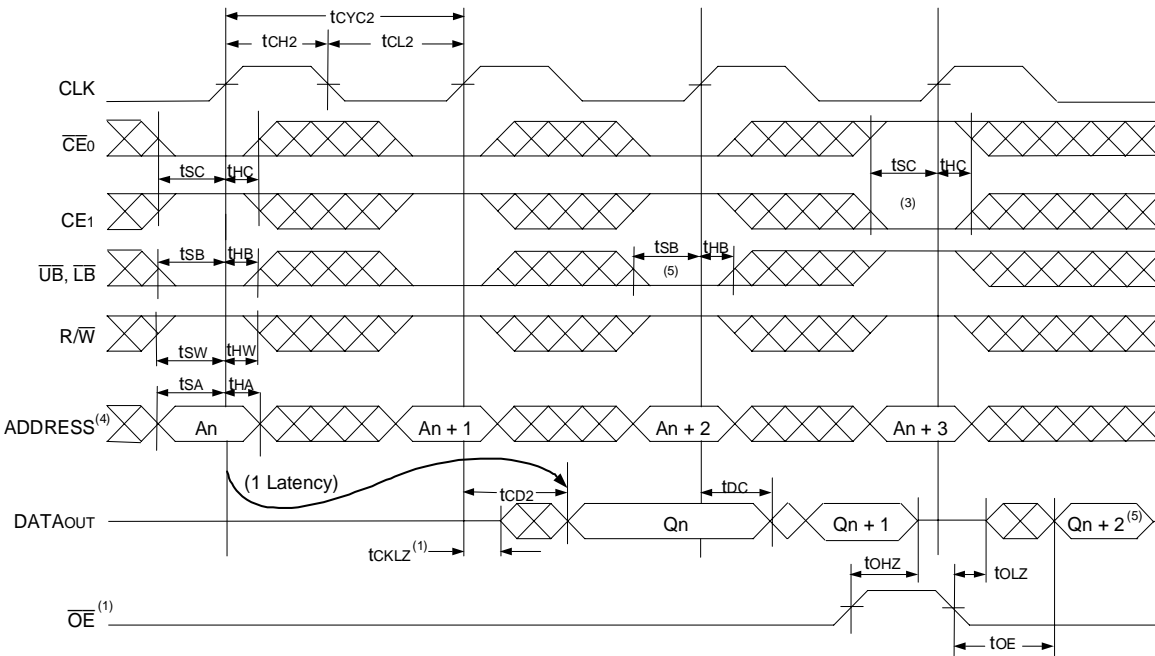 tCYC2
tCH2 tCL2
CLK
CE0
tSC tHC tSC tHC
(3)
CE1
tSB tHB tSB tHB
UB, LB (5)
R/W
tSW tHW
tSA tHA
ADDRESS(4) An An + 1 An + 2 An + 3
(1 Latency)
tCD2 tDC
DATAOUT Qn Qn + 1 Qn + 2(5)
tCKLZ(1)
tOHZ tOLZ
OE(1)
tOE